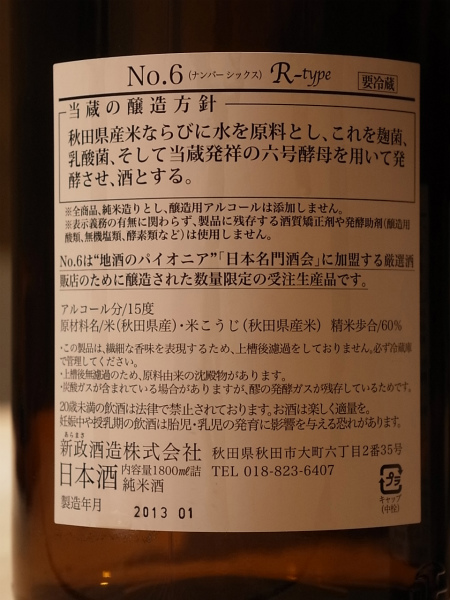 No.6 (ナンバーシックス) R-type 要冷蔵
当蔵の醸造方針
秋田県産米ならびに水を原料とし、これを麹菌、
乳酸菌、そして当蔵発祥の六号酵母を用いて発
酵させ、酒とする。
※全商品、純米造りとし、醸造用アルコールは添加しません。
※表示義務の有無に関わらず、製品に残存する酒質矯正剤や発酵助剤(醸造用
酸類、無機塩類、酵素類など)は使用しません。
No.6は“地酒のパイオニア”「日本名門酒会」に加盟する厳選酒
販店のために醸造された数量限定の受注生産品です。
アルコール分/15度
原材料名/米(秋田県産)・米こうじ(秋田県産米) 精米歩合/60%
・この製品は、繊細な香味を表現するため、上槽後濾過をしておりません。必ず冷蔵庫
で管理してください。
・上槽後無濾過のため、原料由来の沈殿物があります。
・炭酸ガスが含まれている場合がありますが、醪の発酵ガスが残存しているためです。
20歳未満の飲酒は法律で禁止されております。お酒は楽しく適量を。
妊娠中や授乳期の飲酒は胎児・乳児の発育に影響を与える恐れがあります。
あらまさ
新政酒造株式会社 秋田県秋田市大町六丁目2番35号
日本酒 内容量1800㎖詰 純米酒 TEL 018-823-6407
製造年月 2013 01
プラ
キャップ
(中栓)